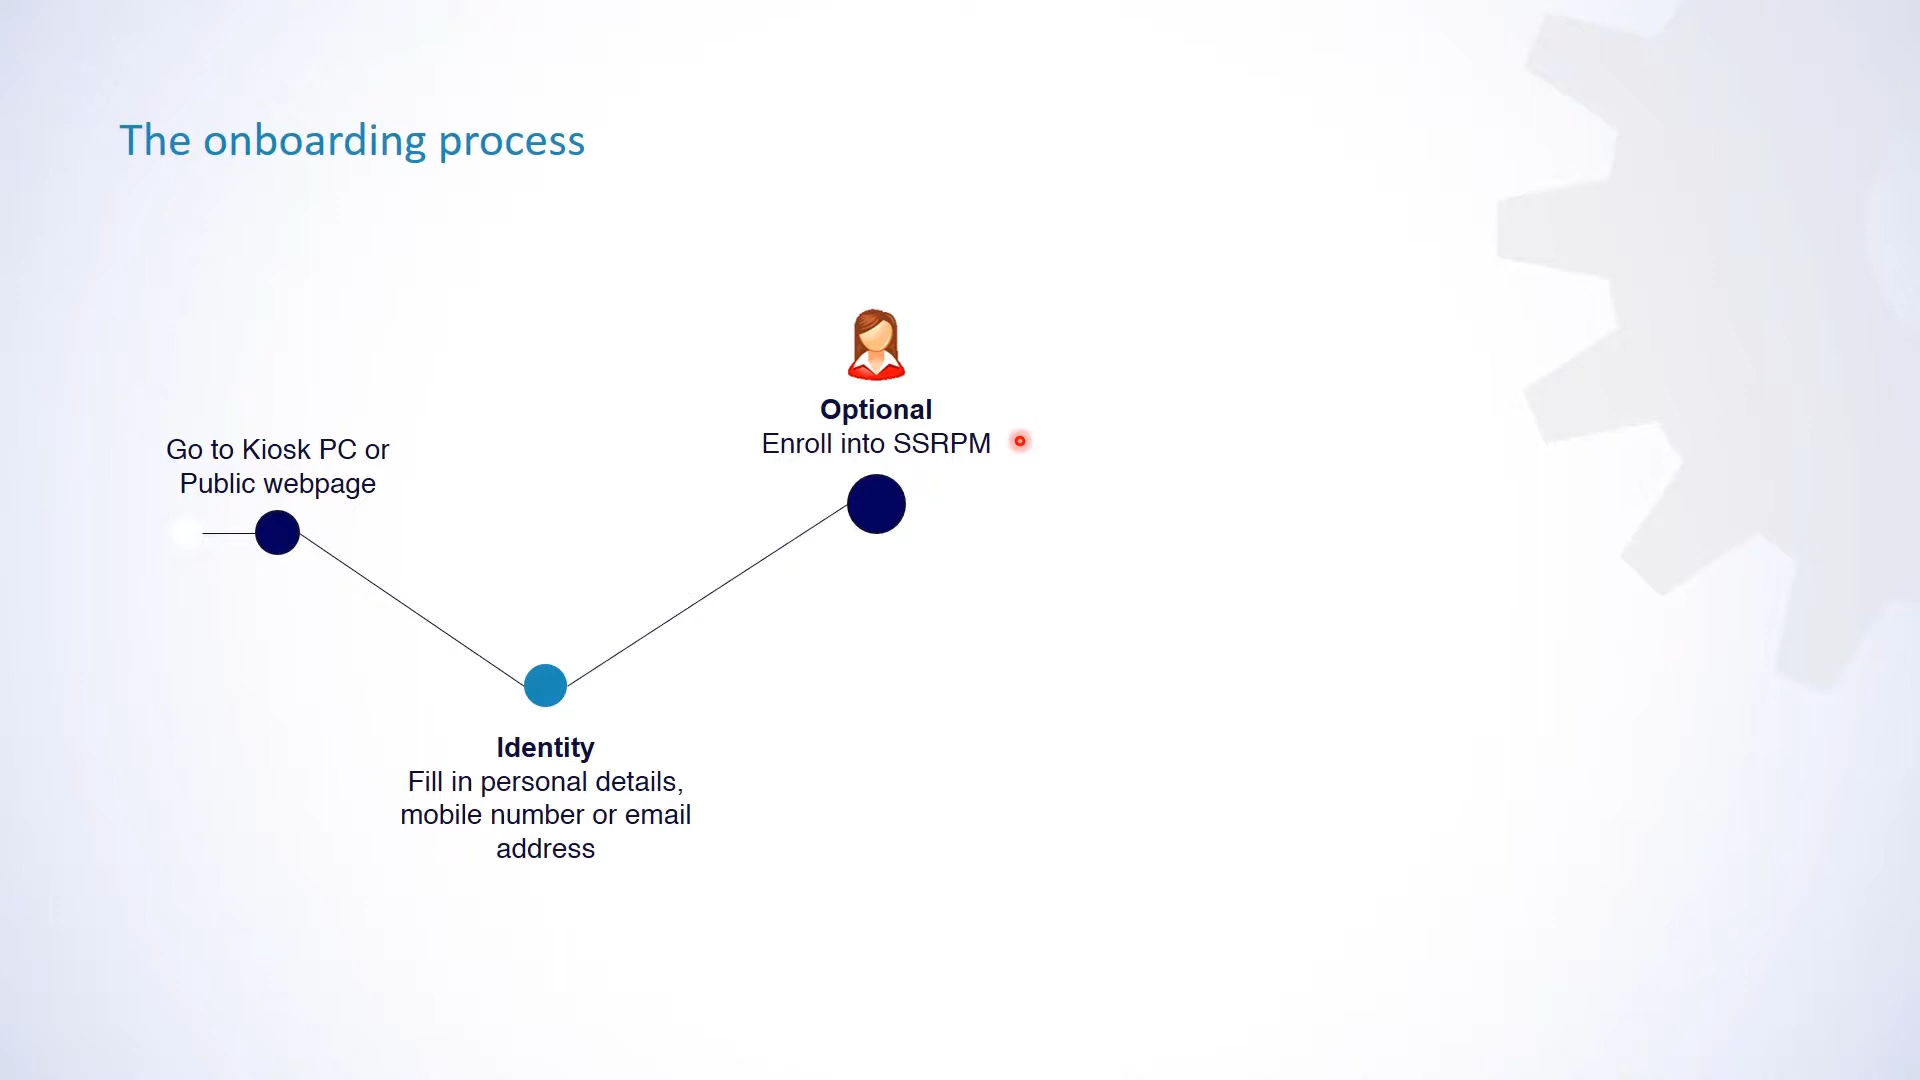 The onboarding process
Go to Kiosk PC or
Public webpage
Identity
Fill in personal details,
mobile number or email
address
Optional
Enroll into SSRPM